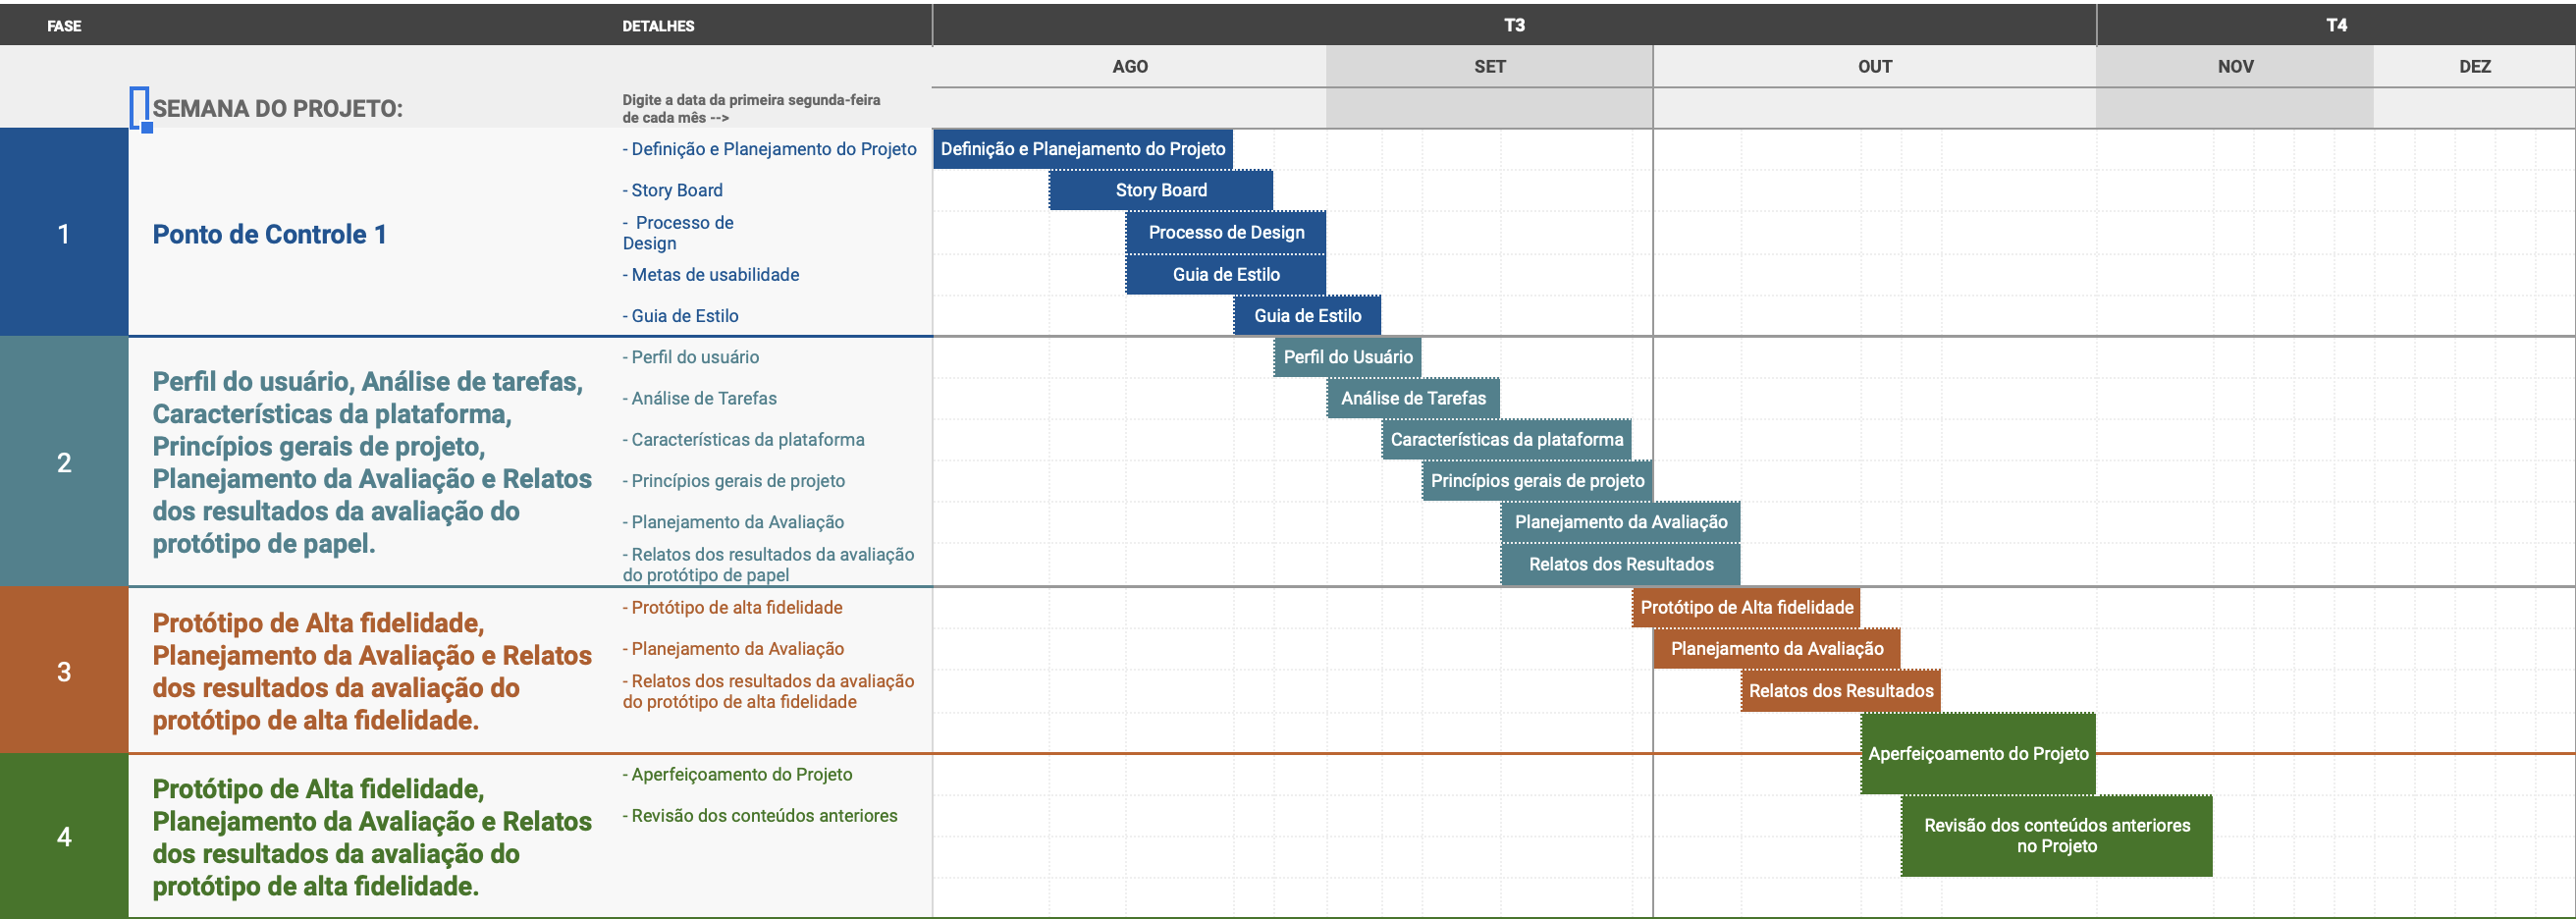 FASE
DETALHES
T3
T4
AGO
SET
OUT
NOV
DEZ
SEMANA DO PROJETO:
Digite a data da primeira segunda-feira
de cada mês -->
1
Ponto de Controle 1
- Definição e Planejamento do Projeto
- Story Board
-  Processo de
Design
- Metas de usabilidade
- Guia de Estilo
Definição e Planejamento do Projeto
Story Board
Processo de Design
Guia de Estilo
Guia de Estilo
2
Perfil do usuário, Análise de tarefas,
Características da plataforma,
Princípios gerais de projeto,
Planejamento da Avaliação e Relatos
dos resultados da avaliação do
protótipo de papel.
- Perfil do usuário
- Análise de Tarefas
- Características da plataforma
- Princípios gerais de projeto
- Planejamento da Avaliação
- Relatos dos resultados da avaliação
do protótipo de papel
Perfil do Usuário
Análise de Tarefas
Características da plataforma
Princípios gerais de projeto
Planejamento da Avaliação
Relatos dos Resultados
3
Protótipo de Alta fidelidade,
Planejamento da Avaliação e Relatos
dos resultados da avaliação do
protótipo de alta fidelidade.
- Protótipo de alta fidelidade
- Planejamento da Avaliação
- Relatos dos resultados da avaliação
do protótipo de alta fidelidade
Protótipo de Alta fidelidade
Planejamento da Avaliação
Relatos dos Resultados
4
Protótipo de Alta fidelidade,
Planejamento da Avaliação e Relatos
dos resultados da avaliação do
protótipo de alta fidelidade.
- Aperfeiçoamento do Projeto
- Revisão dos conteúdos anteriores
Aperfeiçoamento do Projeto
Revisão dos conteúdos anteriores
no Projeto